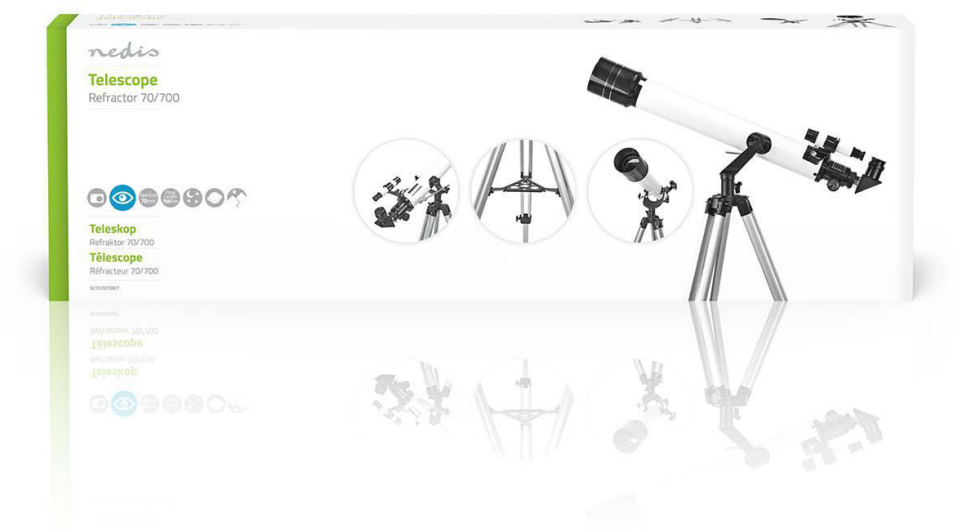 nedis
Telescope
Refractor 70/700
Teleskop
Refraktor 70/700
Télescope
Réfracteur 70/700